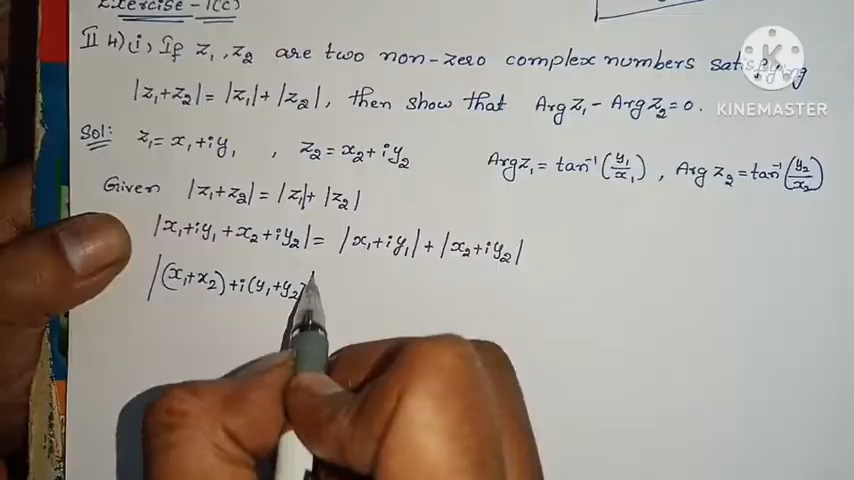 Exercise - 1(c)
II 4) (i) If z₁, z₂ are two non-zero complex numbers satisfying
|z₁+z₂| = |z₁| + |z₂|, then show that Arg z₁ - Arg z₂ = 0.
Sol: z₁ = x₁+iy₁ , z₂ = x₂+iy₂ Arg z₁ = tan⁻¹(y₁/x₁) , Arg z₂ = tan⁻¹(y₂/x₂)
Given |z₁+z₂| = |z₁| + |z₂|
|x₁+iy₁+x₂+iy₂| = |x₁+iy₁| + |x₂+iy₂|
|(x₁+x₂)+i(y₁+y₂)|
K
KINEMASTER